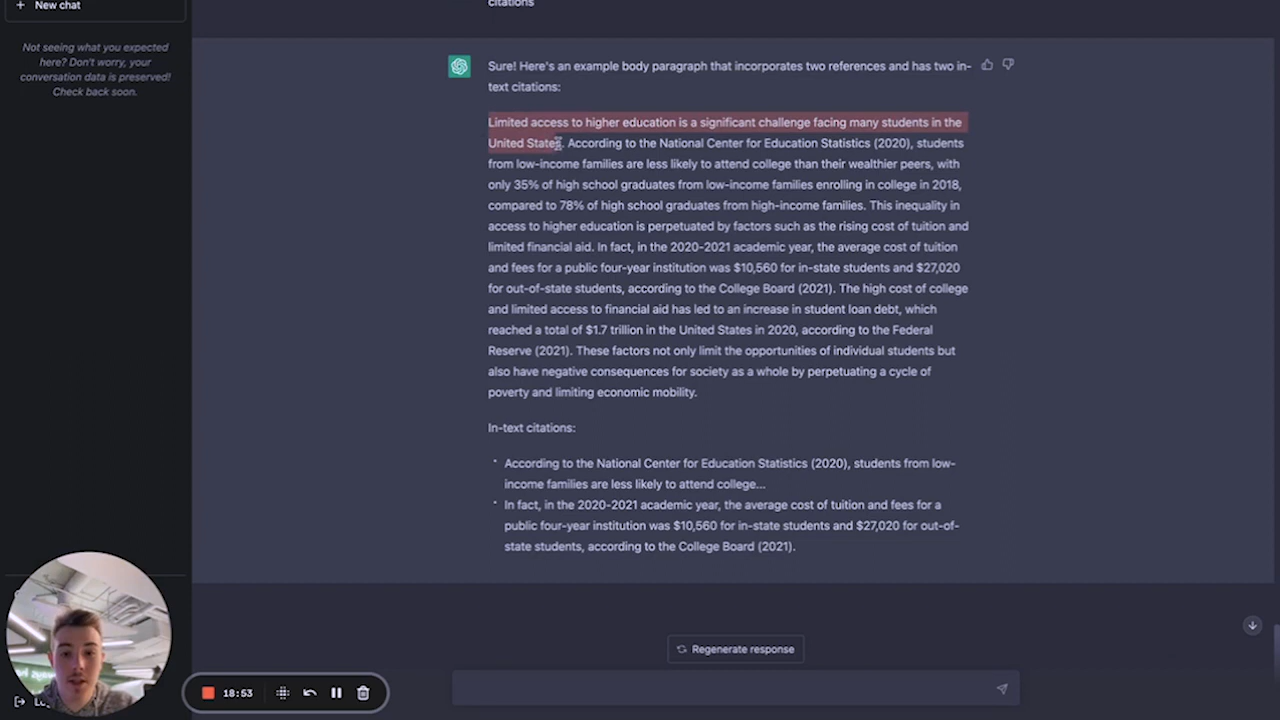 New chat
citations
Not seeing what you expected
here? Don't worry, your
conversation data is preserved!
Check back soon.
Sure! Here's an example body paragraph that incorporates two references and has two in-
text citations:
Limited access to higher education is a significant challenge facing many students in the
United States. According to the National Center for Education Statistics (2020), students
from low-income families are less likely to attend college than their wealthier peers, with
only 35% of high school graduates from low-income families enrolling in college in 2018,
compared to 78% of high school graduates from high-income families. This inequality in
access to higher education is perpetuated by factors such as the rising cost of tuition and
limited financial aid. In fact, in the 2020-2021 academic year, the average cost of tuition
and fees for a public four-year institution was $10,560 for in-state students and $27,020
for out-of-state students, according to the College Board (2021). The high cost of college
and limited access to financial aid has led to an increase in student loan debt, which
reached a total of $1.7 trillion in the United States in 2020, according to the Federal
Reserve (2021). These factors not only limit the opportunities of individual students but
also have negative consequences for society as a whole by perpetuating a cycle of
poverty and limiting economic mobility.
In-text citations:
According to the National Center for Education Statistics (2020), students from low-
income families are less likely to attend college...
In fact, in the 2020-2021 academic year, the average cost of tuition and fees for a
public four-year institution was $10,560 for in-state students and $27,020 for out-of-
state students, according to the College Board (2021).
Regenerate response
18:53